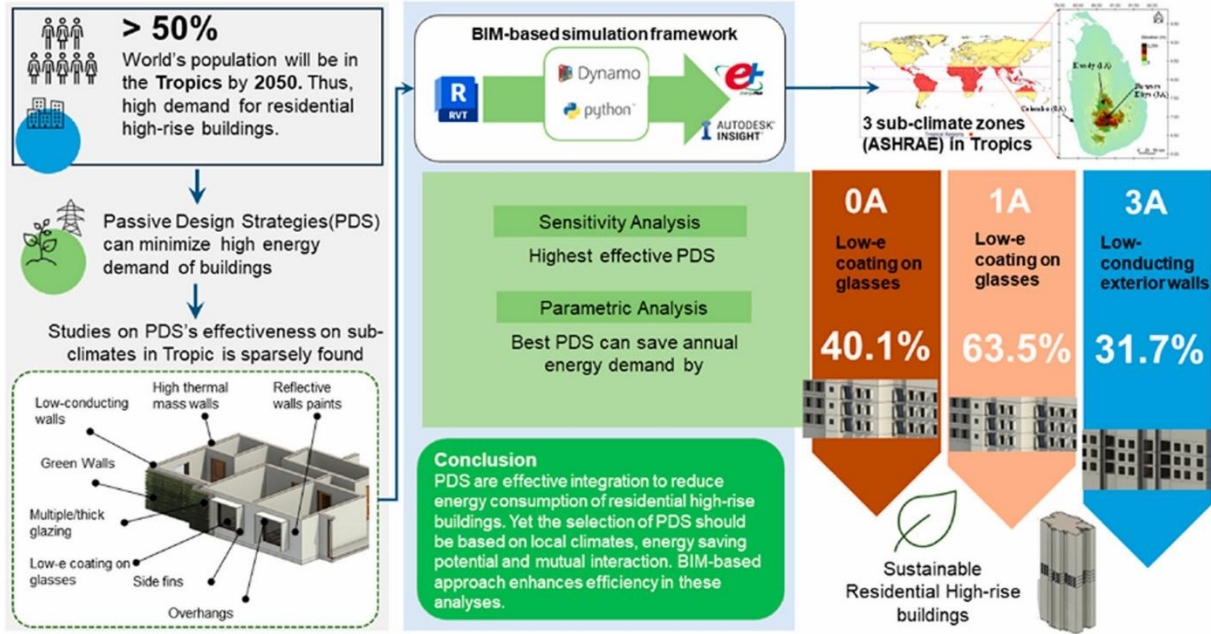 > 50%
World's population will be in
the Tropics by 2050. Thus,
high demand for residential
high-rise buildings.
Passive Design Strategies(PDS)
can minimize high energy
demand of buildings
Studies on PDS's effectiveness on sub-
climates in Tropic is sparsely found
High thermal
mass walls
Reflective
walls paints
Low-conducting
walls
Green Walls
Multiple/thick
glazing
Low-e coating on
glasses
Side fins
Overhangs
BIM-based simulation framework
R
RVT
Dynamo
python™
AUTODESK
INSIGHT™
Sensitivity Analysis
Highest effective PDS
Parametric Analysis
Best PDS can save annual
energy demand by
Conclusion
PDS are effective integration to reduce
energy consumption of residential high-rise
buildings. Yet the selection of PDS should
be based on local climates, energy saving
potential and mutual interaction. BIM-based
approach enhances efficiency in these
analyses.
3 sub-climate zones
(ASHRAE) in Tropics
0A
Low-e
coating on
glasses
40.1%
1A
Low-e
coating on
glasses
63.5%
3A
Low-
conducting
exterior walls
31.7%
Sustainable
Residential High-rise
buildings